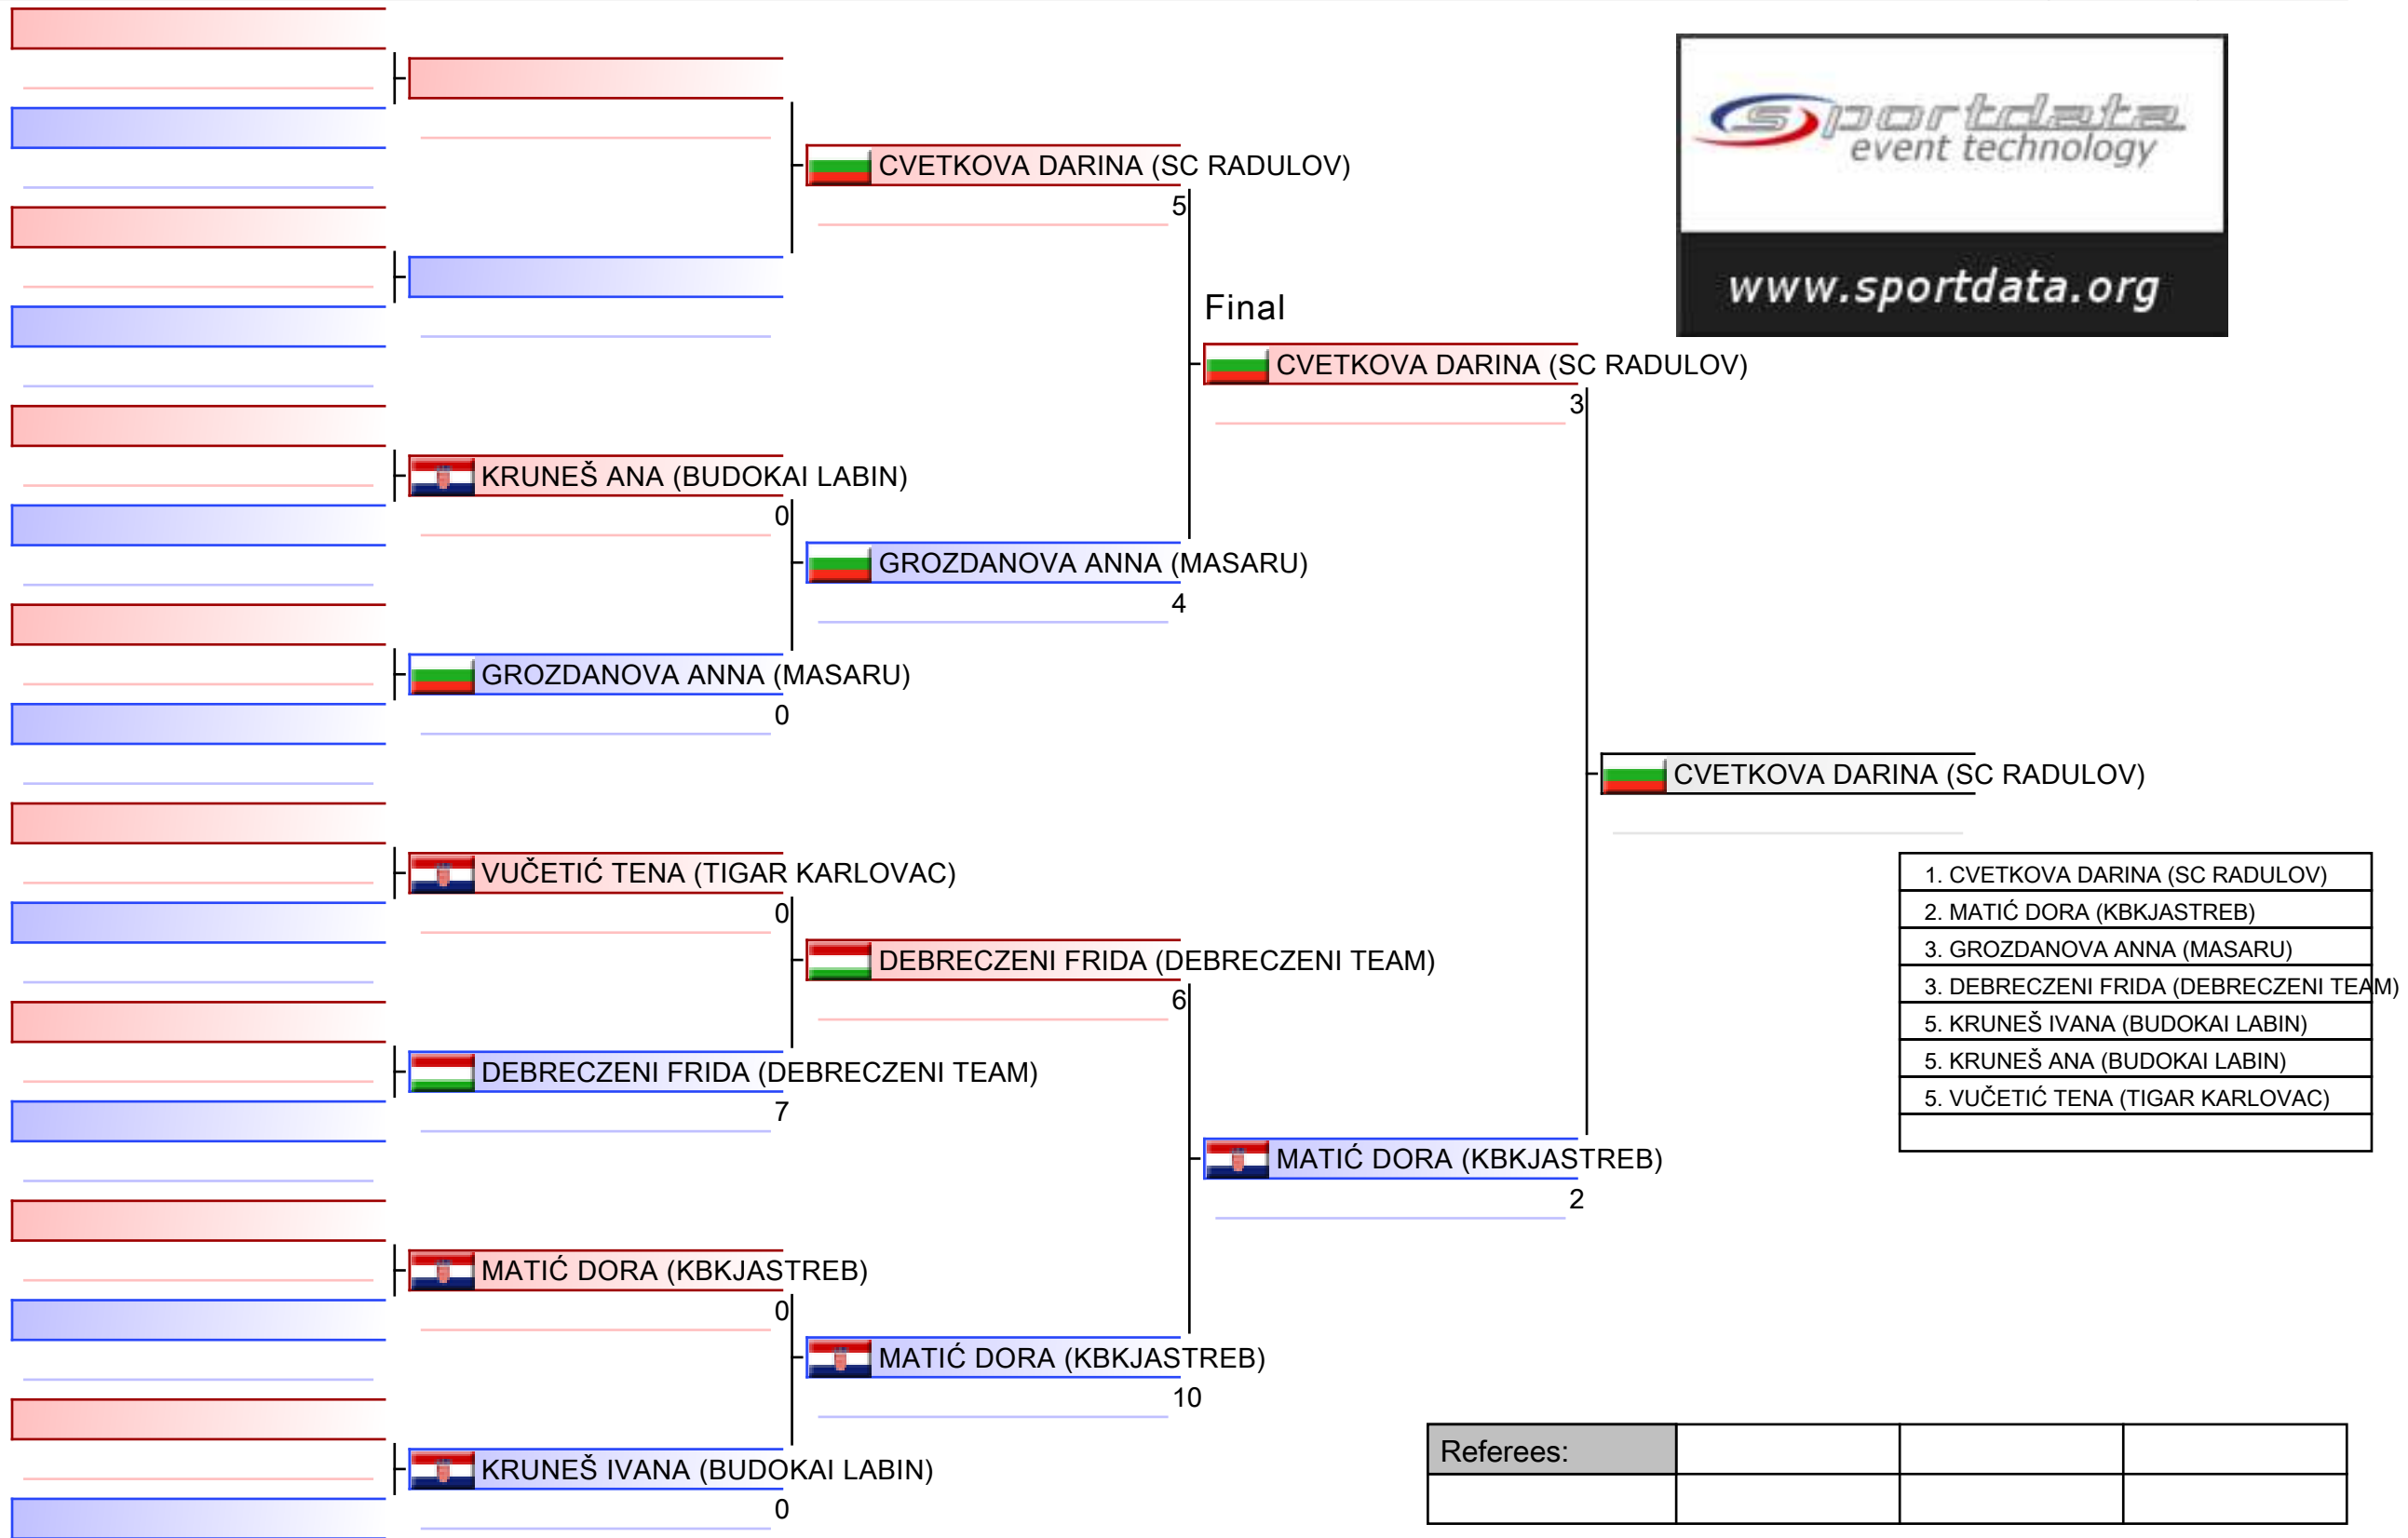 sportdata
event technology
www.sportdata.org
CVETKOVA DARINA (SC RADULOV)
5
Final
CVETKOVA DARINA (SC RADULOV)
3
KRUNEŠ ANA (BUDOKAI LABIN)
0
GROZDANOVA ANNA (MASARU)
4
GROZDANOVA ANNA (MASARU)
0
CVETKOVA DARINA (SC RADULOV)
VUČETIĆ TENA (TIGAR KARLOVAC)
0
DEBRECZENI FRIDA (DEBRECZENI TEAM)
6
DEBRECZENI FRIDA (DEBRECZENI TEAM)
7
MATIĆ DORA (KBKJASTREB)
2
MATIĆ DORA (KBKJASTREB)
0
MATIĆ DORA (KBKJASTREB)
10
KRUNEŠ IVANA (BUDOKAI LABIN)
0
1. CVETKOVA DARINA (SC RADULOV)
2. MATIĆ DORA (KBKJASTREB)
3. GROZDANOVA ANNA (MASARU)
3. DEBRECZENI FRIDA (DEBRECZENI TEAM)
5. KRUNEŠ IVANA (BUDOKAI LABIN)
5. KRUNEŠ ANA (BUDOKAI LABIN)
5. VUČETIĆ TENA (TIGAR KARLOVAC)
Referees: